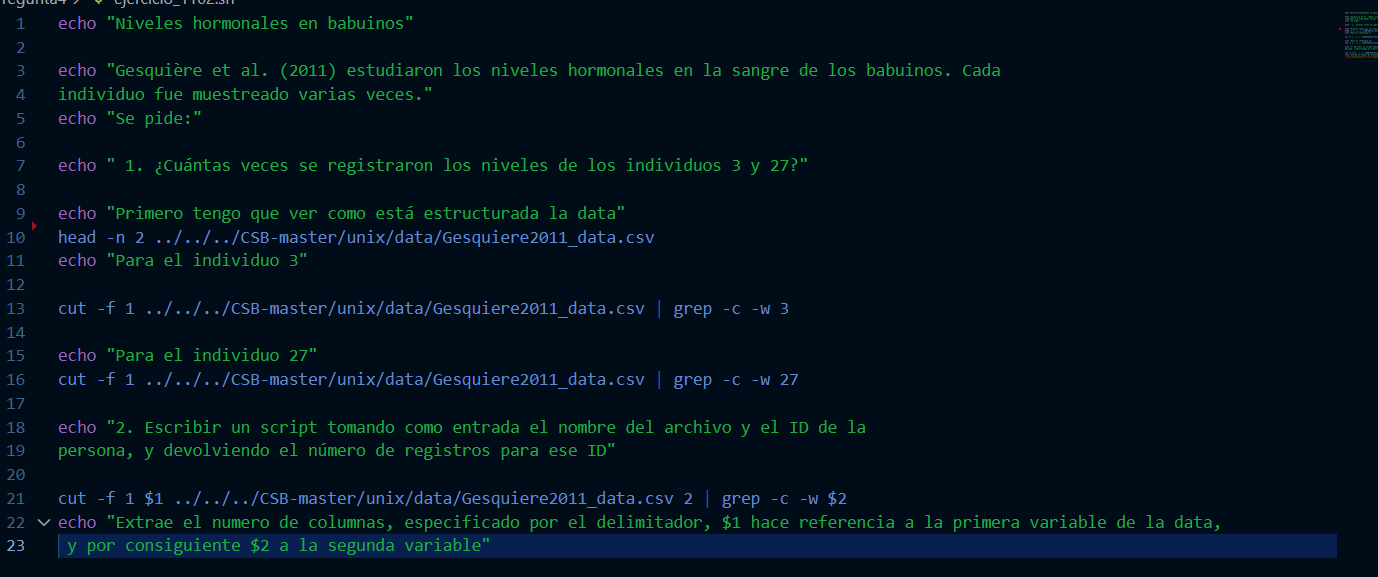 ejercicio_1102.sh
1 echo "Niveles hormonales en babuinos"
2
3 echo "Gesquière et al. (2011) estudiaron los niveles hormonales en la sangre de los babuinos. Cada
4 individuo fue muestreado varias veces."
5 echo "Se pide:"
6
7 echo " 1. ¿Cuántas veces se registraron los niveles de los individuos 3 y 27?"
8
9 echo "Primero tengo que ver como está estructurada la data"
10 head -n 2 ../../../CSB-master/unix/data/Gesquiere2011_data.csv
11 echo "Para el individuo 3"
12
13 cut -f 1 ../../../CSB-master/unix/data/Gesquiere2011_data.csv | grep -c -w 3
14
15 echo "Para el individuo 27"
16 cut -f 1 ../../../CSB-master/unix/data/Gesquiere2011_data.csv | grep -c -w 27
17
18 echo "2. Escribir un script tomando como entrada el nombre del archivo y el ID de la
19 persona, y devolviendo el número de registros para ese ID"
20
21 cut -f 1 $1 ../../../CSB-master/unix/data/Gesquiere2011_data.csv 2 | grep -c -w $2
22 echo "Extrae el numero de columnas, especificado por el delimitador, $1 hace referencia a la primera variable de la data,
23 y por consiguiente $2 a la segunda variable"